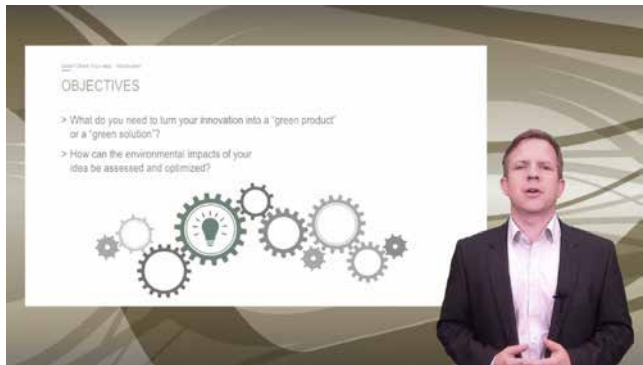 OBJECTIVES
> What do you need to turn your innovation into a "green product"
or a "green solution"?
> How can the environmental impacts of your
idea be assessed and optimized?